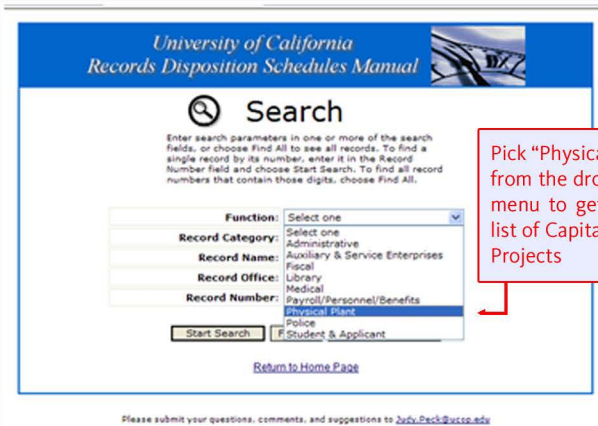 University of California
Records Disposition Schedules Manual
Search
Enter search parameters in one or more of the search
fields, or choose Find All to see all records. To find a
single record by its number, enter it in the Record
Number field and choose Start Search. To find all record
numbers that contain those digits, choose Find All.
Pick "Physica
from the dro
menu to ge
list of Capita
Projects
Function: Select one
Record Category: Select one
Administrative
Record Name: Auxiliary & Service Enterprises
Fiscal
Record Office: Library
Medical
Record Number: Payroll/Personnel/Benefits
Physical Plant
Police
Start Search F Student & Applicant
Return to Home Page
Please submit your questions, comments, and suggestions to Judy.Peck@ucop.edu